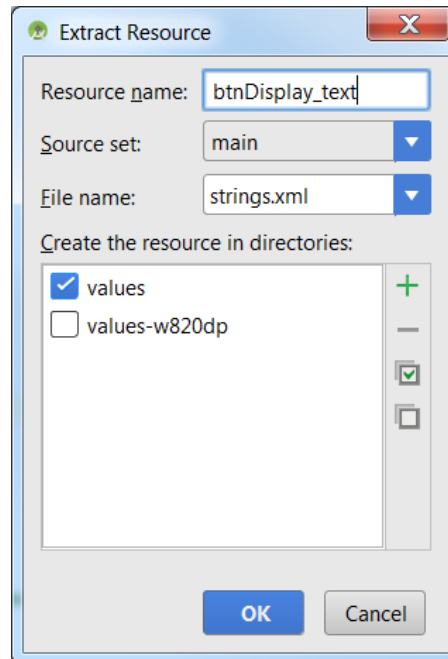 Extract Resource
Resource name: btnDisplay_text
Source set: main
File name: strings.xml
Create the resource in directories:
values
values-w820dp
OK Cancel